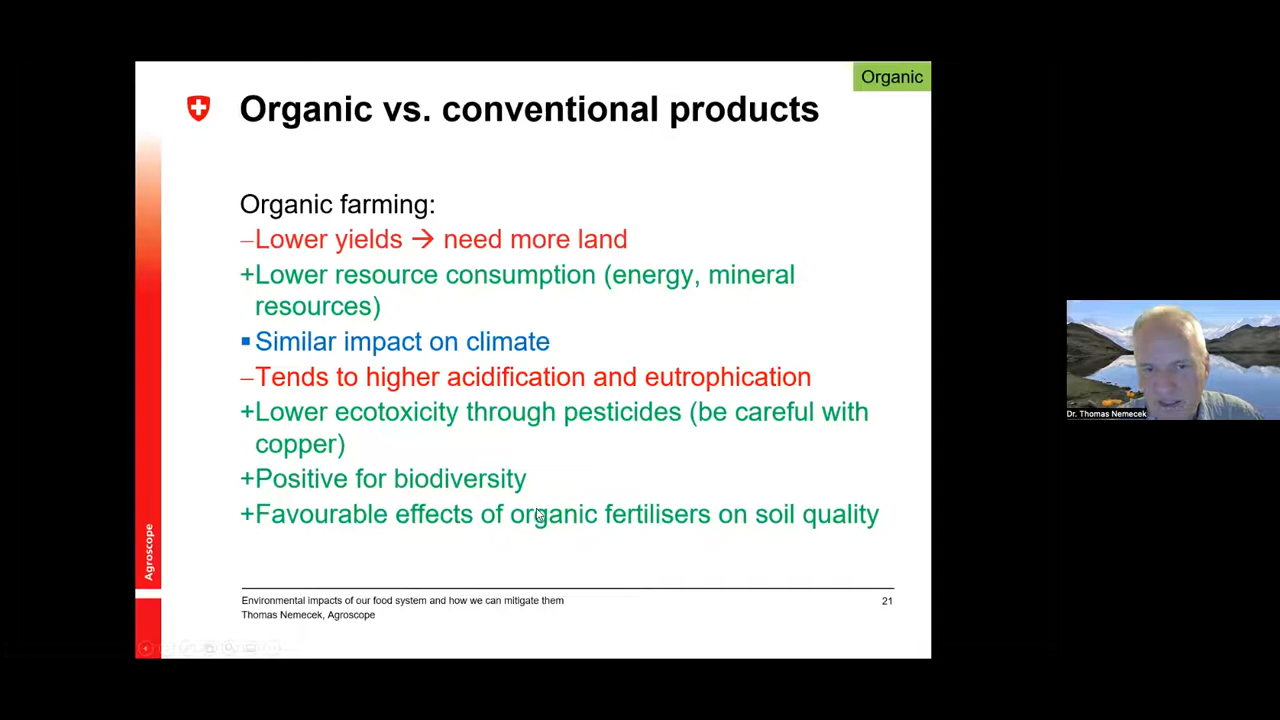 Organic
Organic vs. conventional products
Organic farming:
–Lower yields → need more land
+Lower resource consumption (energy, mineral
resources)
▪Similar impact on climate
–Tends to higher acidification and eutrophication
+Lower ecotoxicity through pesticides (be careful with
copper)
+Positive for biodiversity
+Favourable effects of organic fertilisers on soil quality
Agroscope
Environmental impacts of our food system and how we can mitigate them
21
Thomas Nemecek, Agroscope
Dr. Thomas Nemecek